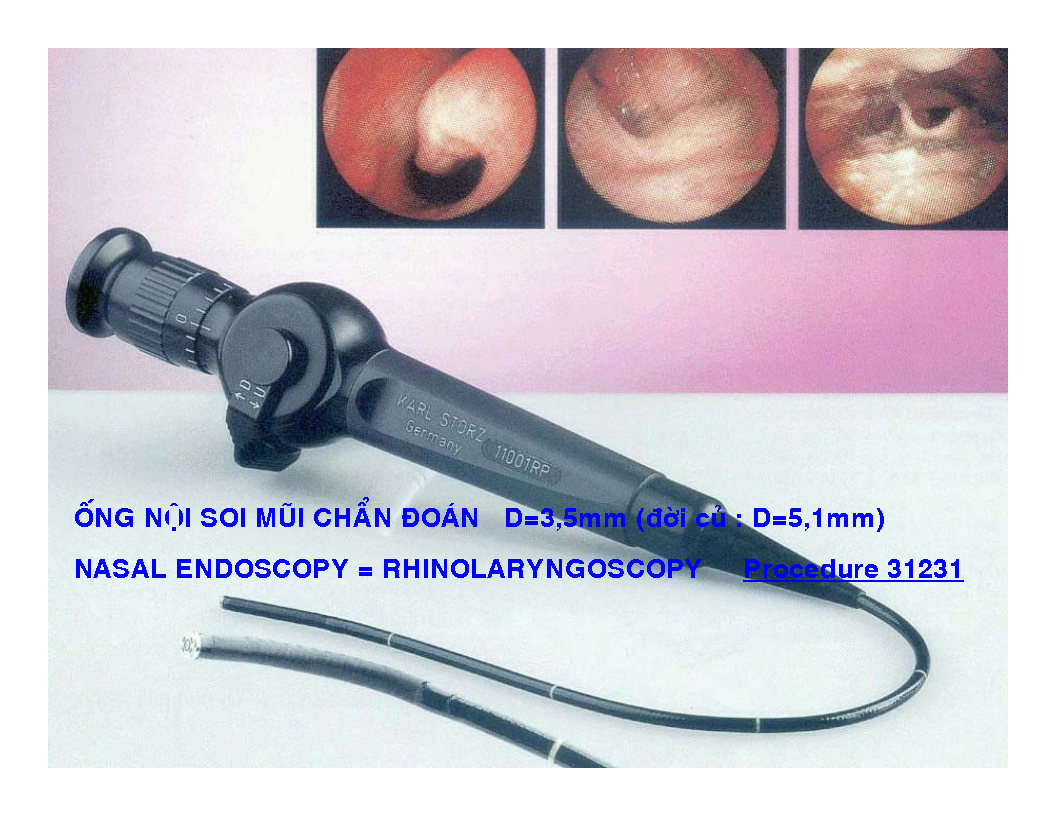 O
D
U
KARL STORZ
Germany
11001RP
ỐNG NỘI SOI MŨI CHẨN ĐOÁN D=3,5mm (đời củ : D=5,1mm)
NASAL ENDOSCOPY = RHINOLARYNGOSCOPY Procedure 31231